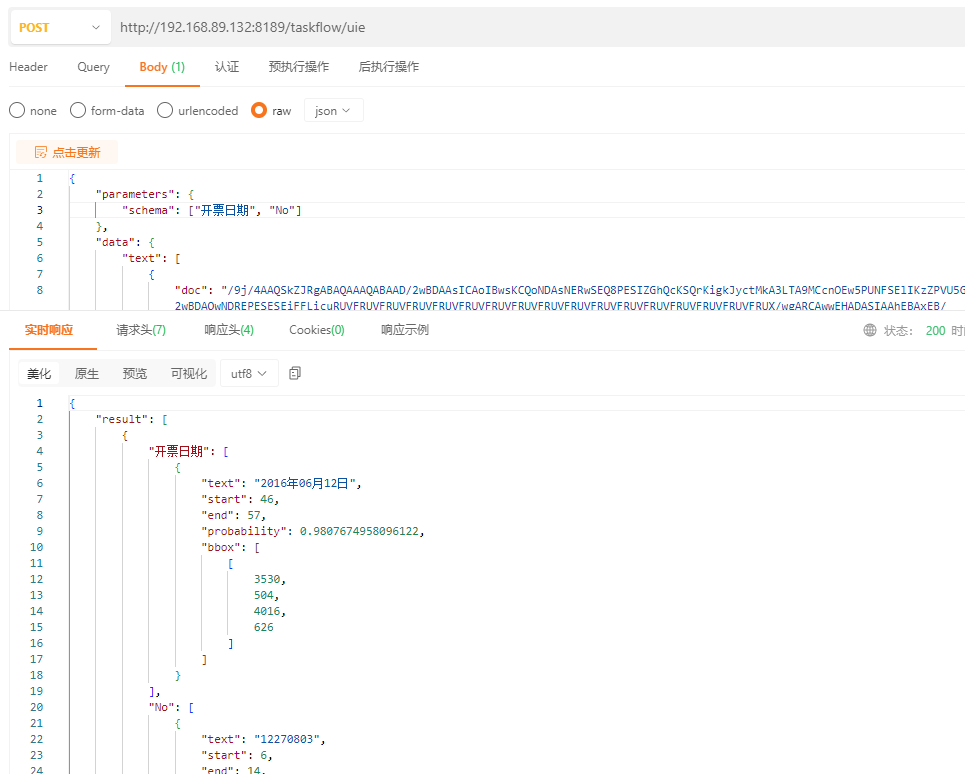 POST http://192.168.89.132:8189/taskflow/uie
Header Query Body (1) 认证 预执行操作 后执行操作
none form-data urlencoded raw json
点击更新
1 {
2 "parameters": {
3 "schema": ["开票日期", "No"]
4 },
5 "data": {
6 "text": [
7 {
8 "doc": "/9j/4AAQSkZJRgABAQAAAQABAAD/2wBDAAsICAoIBwsKCQoNDAsNERwSEQ8PESIZGhQcKSQrKigkJyctMkA3LTA9MCcnOEw5PUNFSElIKzZPVU5G
实时响应 请求头(7) 响应头(4) Cookies(0) 响应示例 状态: 200
美化 原生 预览 可视化 utf8
1 {
2 "result": [
3 {
4 "开票日期": [
5 {
6 "text": "2016年06月12日",
7 "start": 46,
8 "end": 57,
9 "probability": 0.9807674958096122,
10 "bbox": [
11 [
12 3530,
13 504,
14 4016,
15 626
16 ]
17 ]
18 }
19 ],
20 "No": [
21 {
22 "text": "12270803",
23 "start": 6,
24 "end": 14,